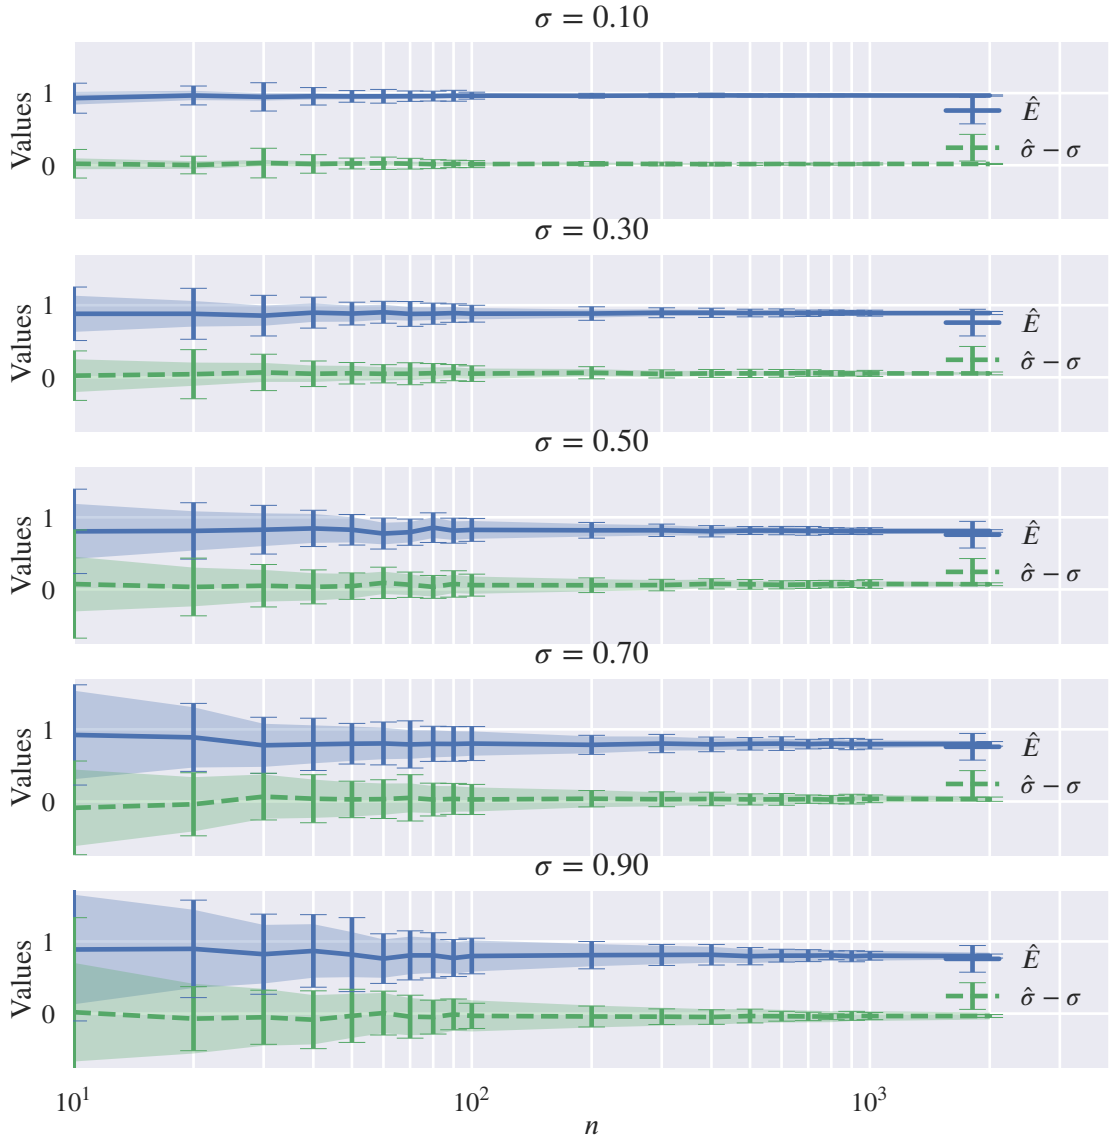 σ = 0.10
Values
1
0
Ê
σ̂ − σ
σ = 0.30
Values
1
0
Ê
σ̂ − σ
σ = 0.50
Values
1
0
Ê
σ̂ − σ
σ = 0.70
Values
1
0
Ê
σ̂ − σ
σ = 0.90
Values
1
0
Ê
σ̂ − σ
10¹ 10² 10³
n